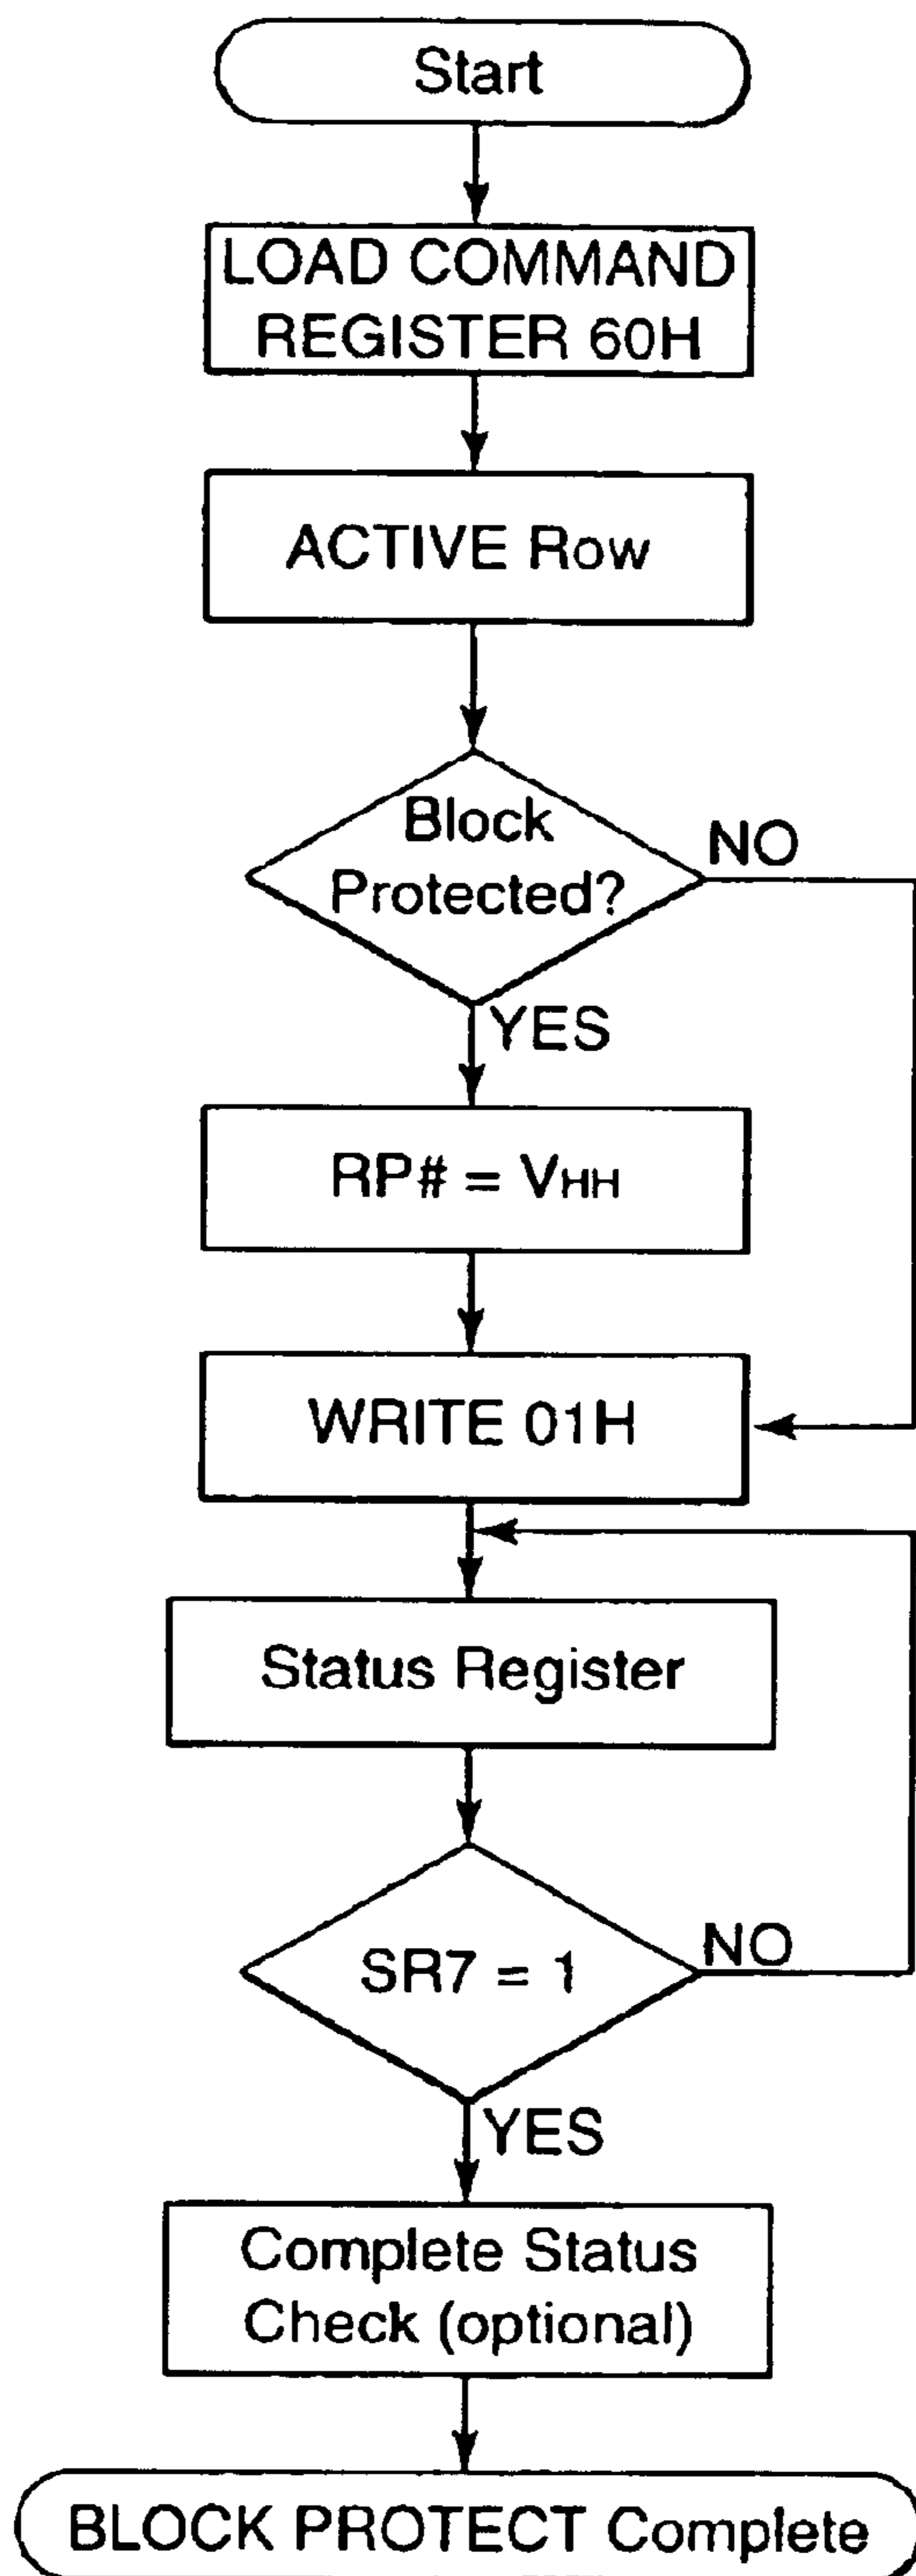 Start
LOAD COMMAND
REGISTER 60H
ACTIVE Row
Block
Protected?
NO
YES
RP# = VHH
WRITE 01H
Status Register
SR7 = 1
NO
YES
Complete Status
Check (optional)
BLOCK PROTECT Complete